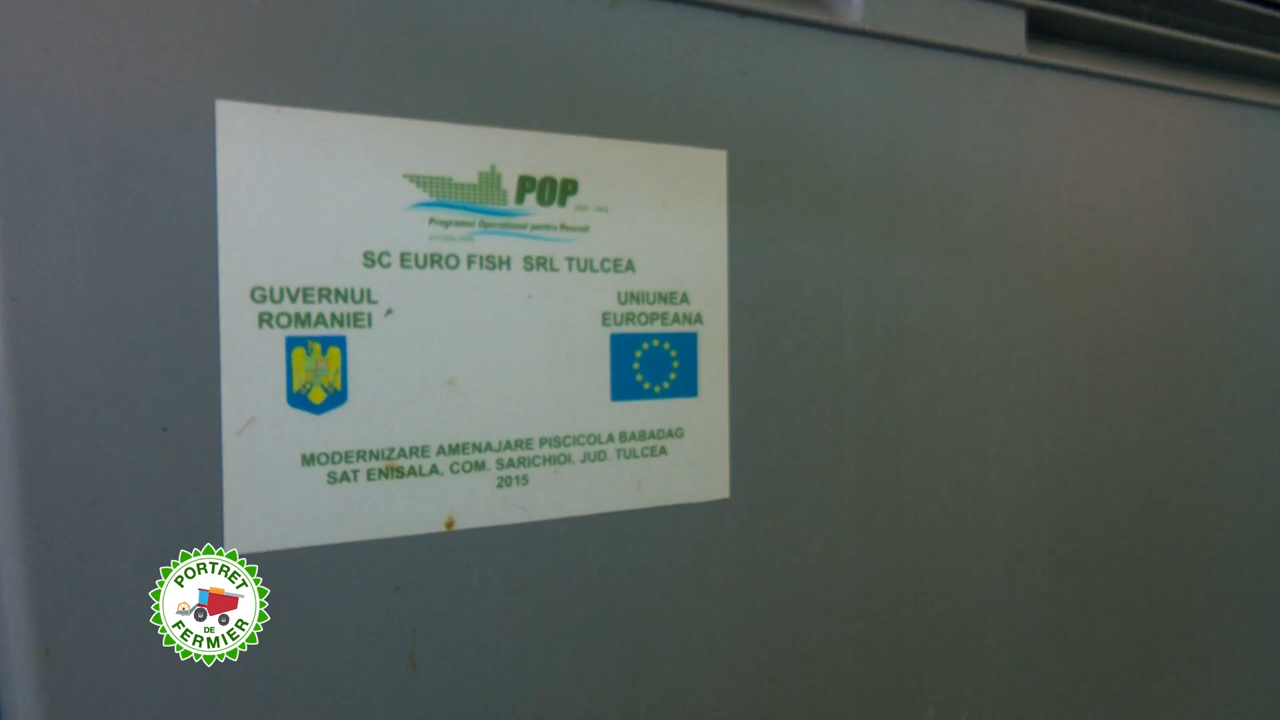 POP
Programul Operational pentru Pescuit
SC EURO FISH SRL TULCEA
GUVERNUL
ROMANIEI
UNIUNEA
EUROPEANA
MODERNIZARE AMENAJARE PISCICOLA BABADAG
SAT ENISALA, COM. SARICHIOI, JUD. TULCEA
2015
PORTRET
DE
FERMIER